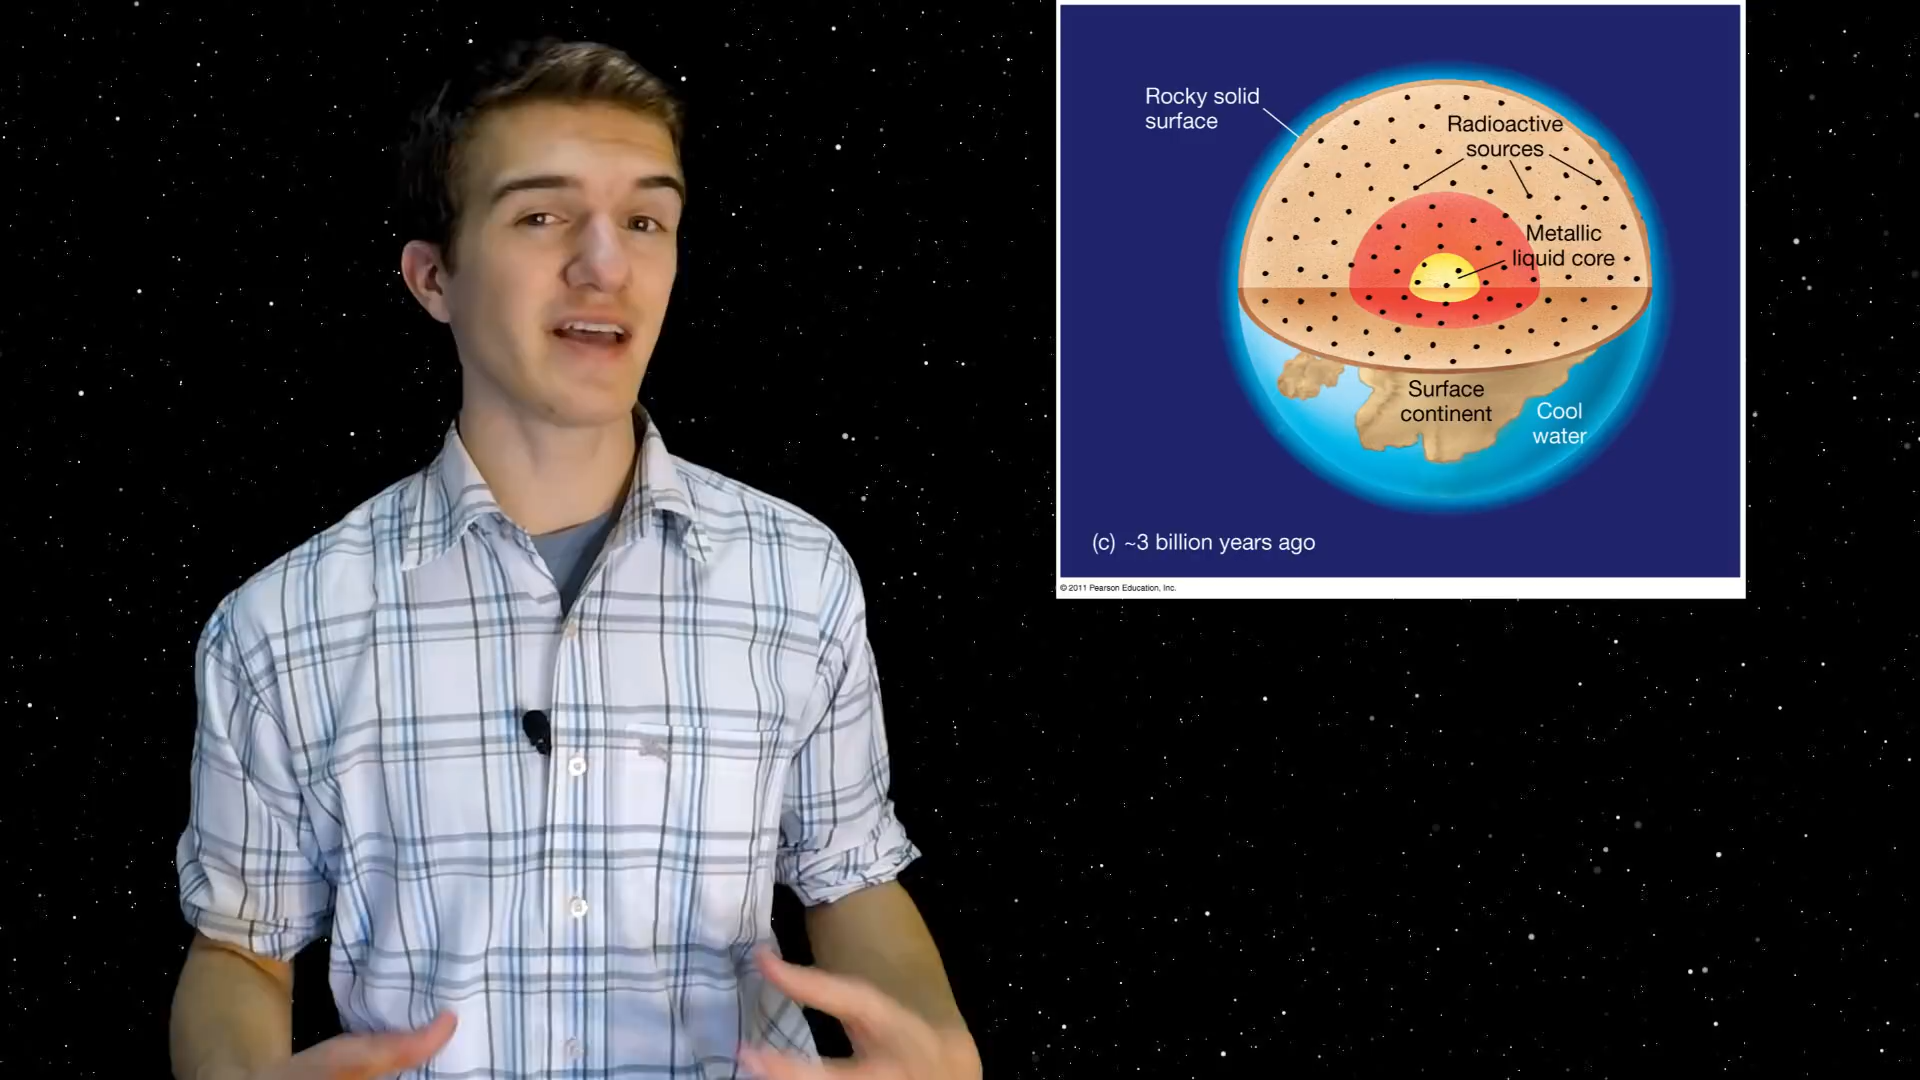 Rocky solid
surface
Radioactive
sources
Metallic
liquid core
Surface
continent
Cool
water
(c) ~3 billion years ago
© 2011 Pearson Education, Inc.